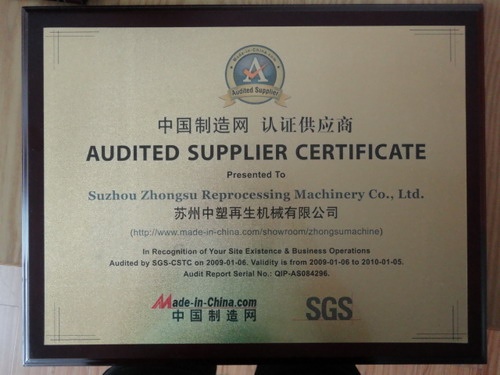 Made-in-China.com
A
Audited Supplier
中国制造网 认证供应商
AUDITED SUPPLIER CERTIFICATE
Presented To
Suzhou Zhongsu Reprocessing Machinery Co., Ltd.
苏州中塑再生机械有限公司
(http://www.made-in-china.com/showroom/zhongsumachine)
In Recognition of Your Site Existence & Business Operations
Audited by SGS-CSTC on 2009-01-06. Validity is from 2009-01-06 to 2010-01-05.
Audit Report Serial No.: QIP-AS084296.
Made-in-China.com
中国制造网
SGS